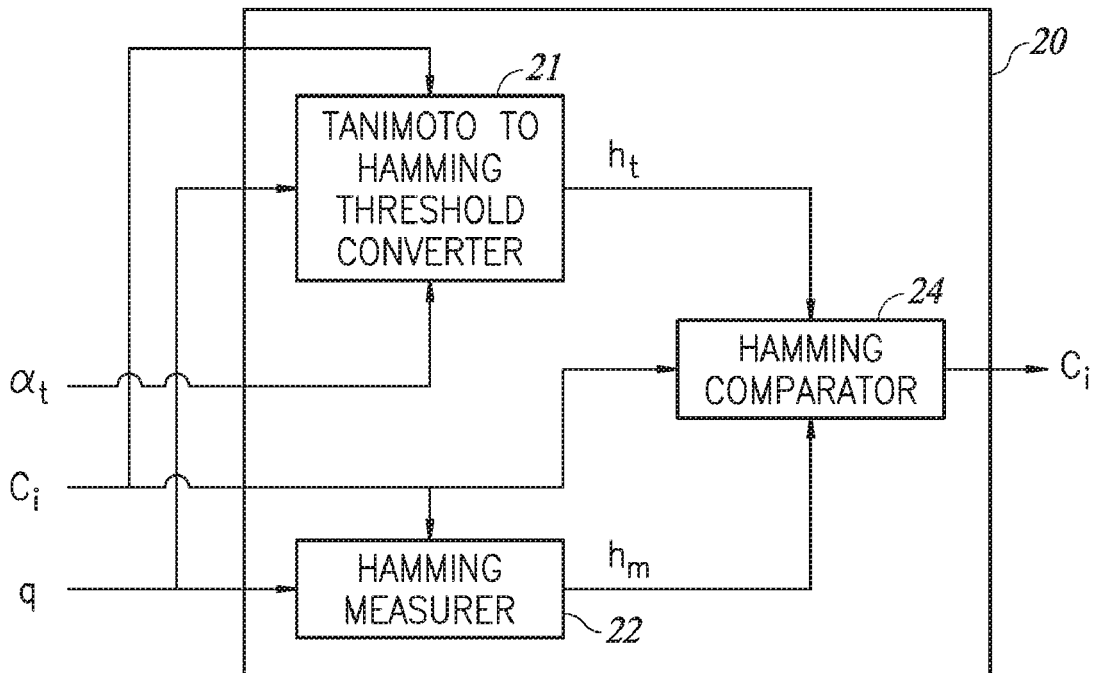 20
21
TANIMOTO TO
HAMMING
THRESHOLD
CONVERTER
h_t
24
HAMMING
COMPARATOR
C_i
α_t
C_i
q
HAMMING
MEASURER
h_m
22